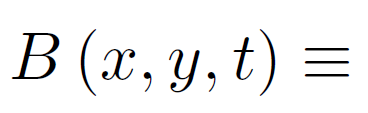 B (x, y, t) ≡